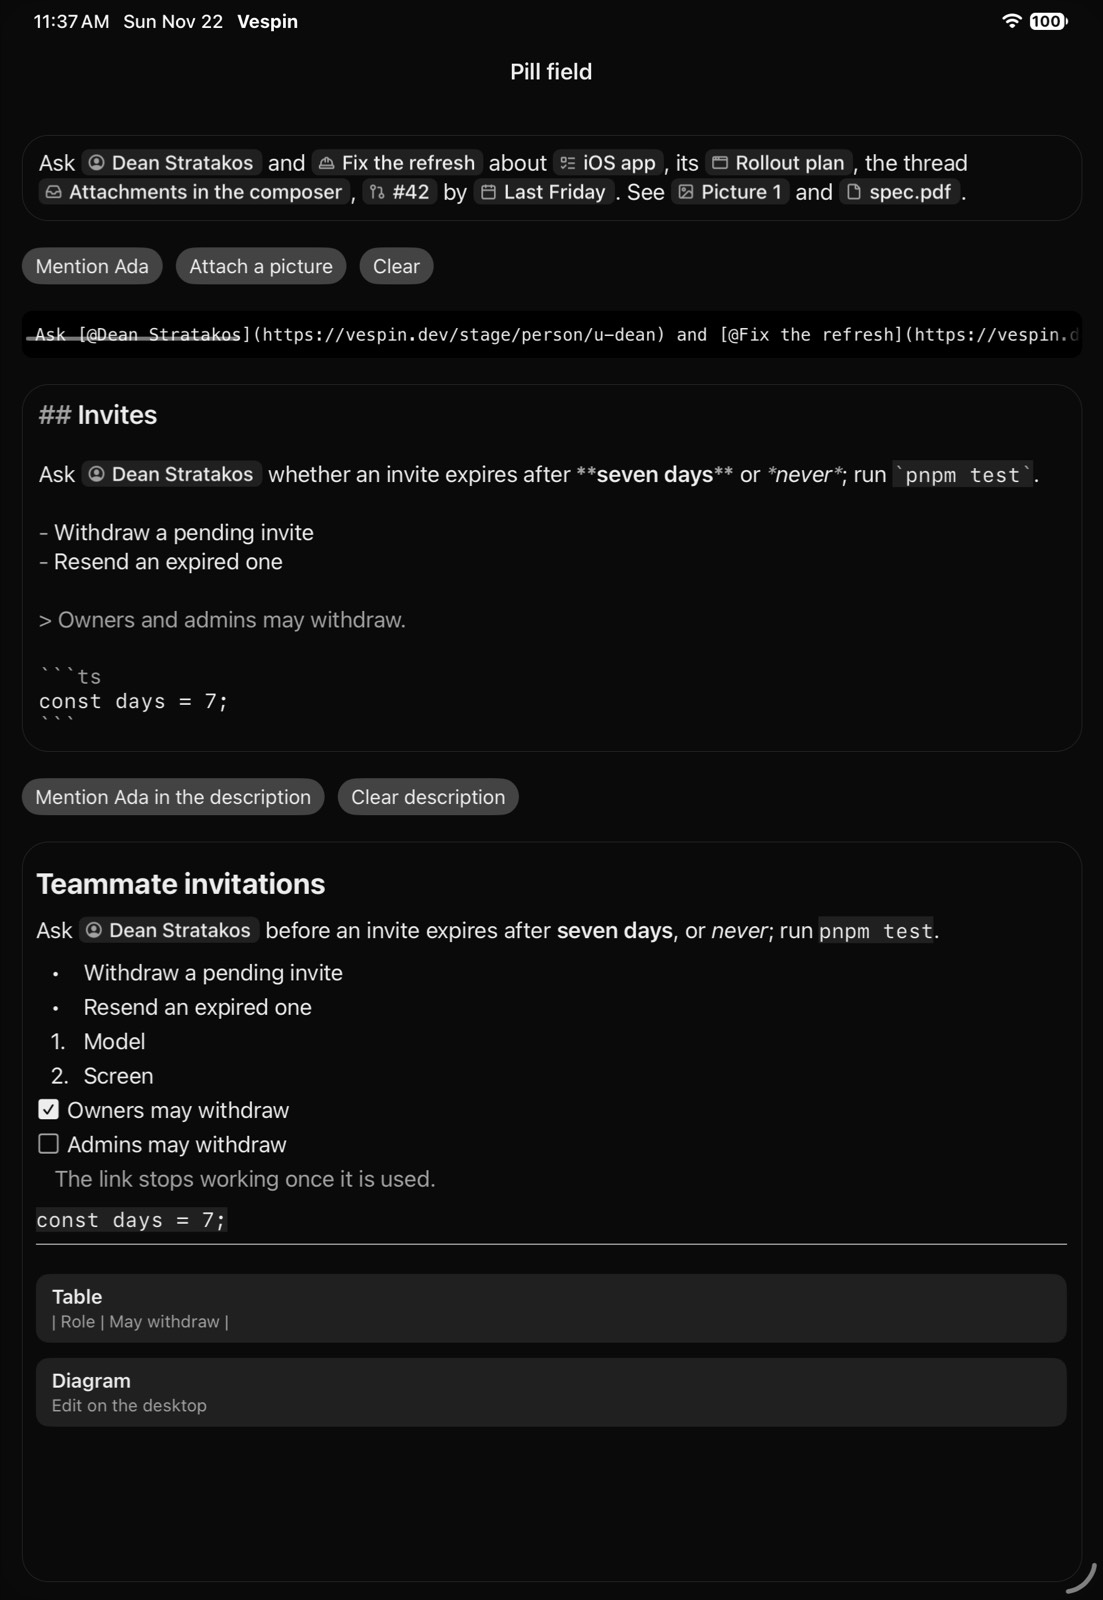 11:37 AM Sun Nov 22 Vespin 100
Pill field
Ask Dean Stratakos and Fix the refresh about iOS app, its Rollout plan, the thread
Attachments in the composer, #42 by Last Friday. See Picture 1 and spec.pdf.
Mention Ada Attach a picture Clear
Ask [@Dean Stratakos](https://vespin.dev/stage/person/u-dean) and [@Fix the refresh](https://vespin.d
## Invites
Ask Dean Stratakos whether an invite expires after **seven days** or *never*; run `pnpm test`.
- Withdraw a pending invite
- Resend an expired one
> Owners and admins may withdraw.
```ts
const days = 7;
```
Mention Ada in the description Clear description
Teammate invitations
Ask Dean Stratakos before an invite expires after seven days, or never; run pnpm test.
• Withdraw a pending invite
• Resend an expired one
1. Model
2. Screen
Owners may withdraw
Admins may withdraw
The link stops working once it is used.
const days = 7;
Table
| Role | May withdraw |
Diagram
Edit on the desktop